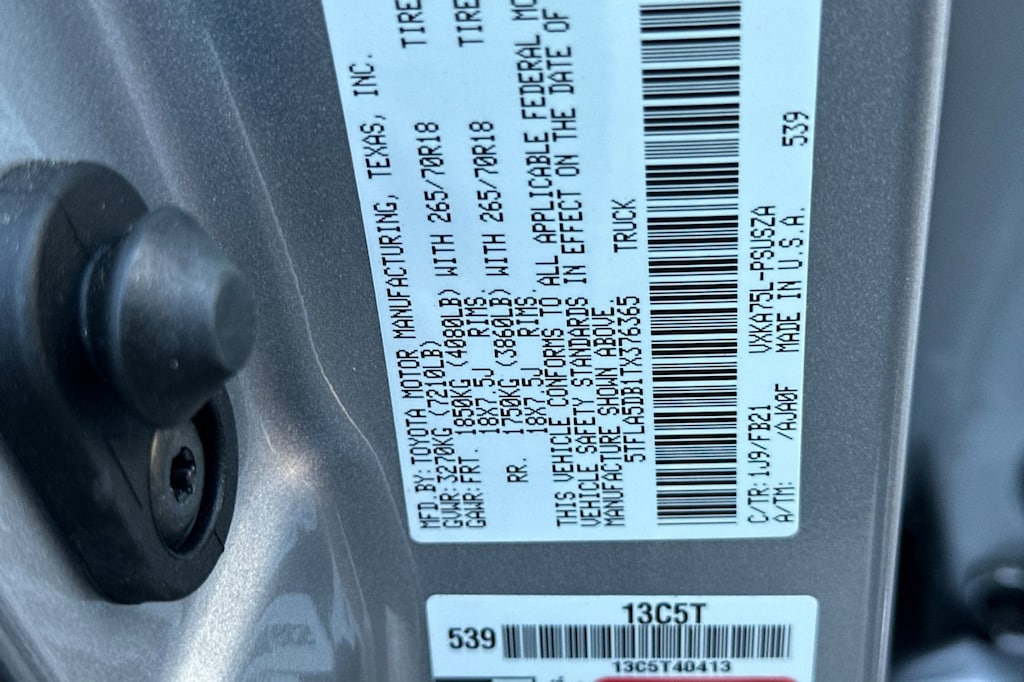 MFD.BY:TOYOTA MOTOR MANUFACTURING, TEXAS, INC.
GVWR:3270KG (7210LB)
GAWR:FRT. 1850KG (4080LB) WITH 265/70R18 TIRE
18X7.5J RIMS.
RR. 1750KG (3860LB) WITH 265/70R18 TIRE
18X7.5J RIMS.
THIS VEHICLE CONFORMS TO ALL APPLICABLE FEDERAL MO
VEHICLE SAFETY STANDARDS IN EFFECT ON THE DATE OF
MANUFACTURE SHOWN ABOVE.
5TFLA5DB1TX376365 TRUCK
C/TR:1J9/FB21 VXKA75L-PSUSZA
A/TM: /AJA0F MADE IN U.S.A. 539
13C5T
539
13C5T40413